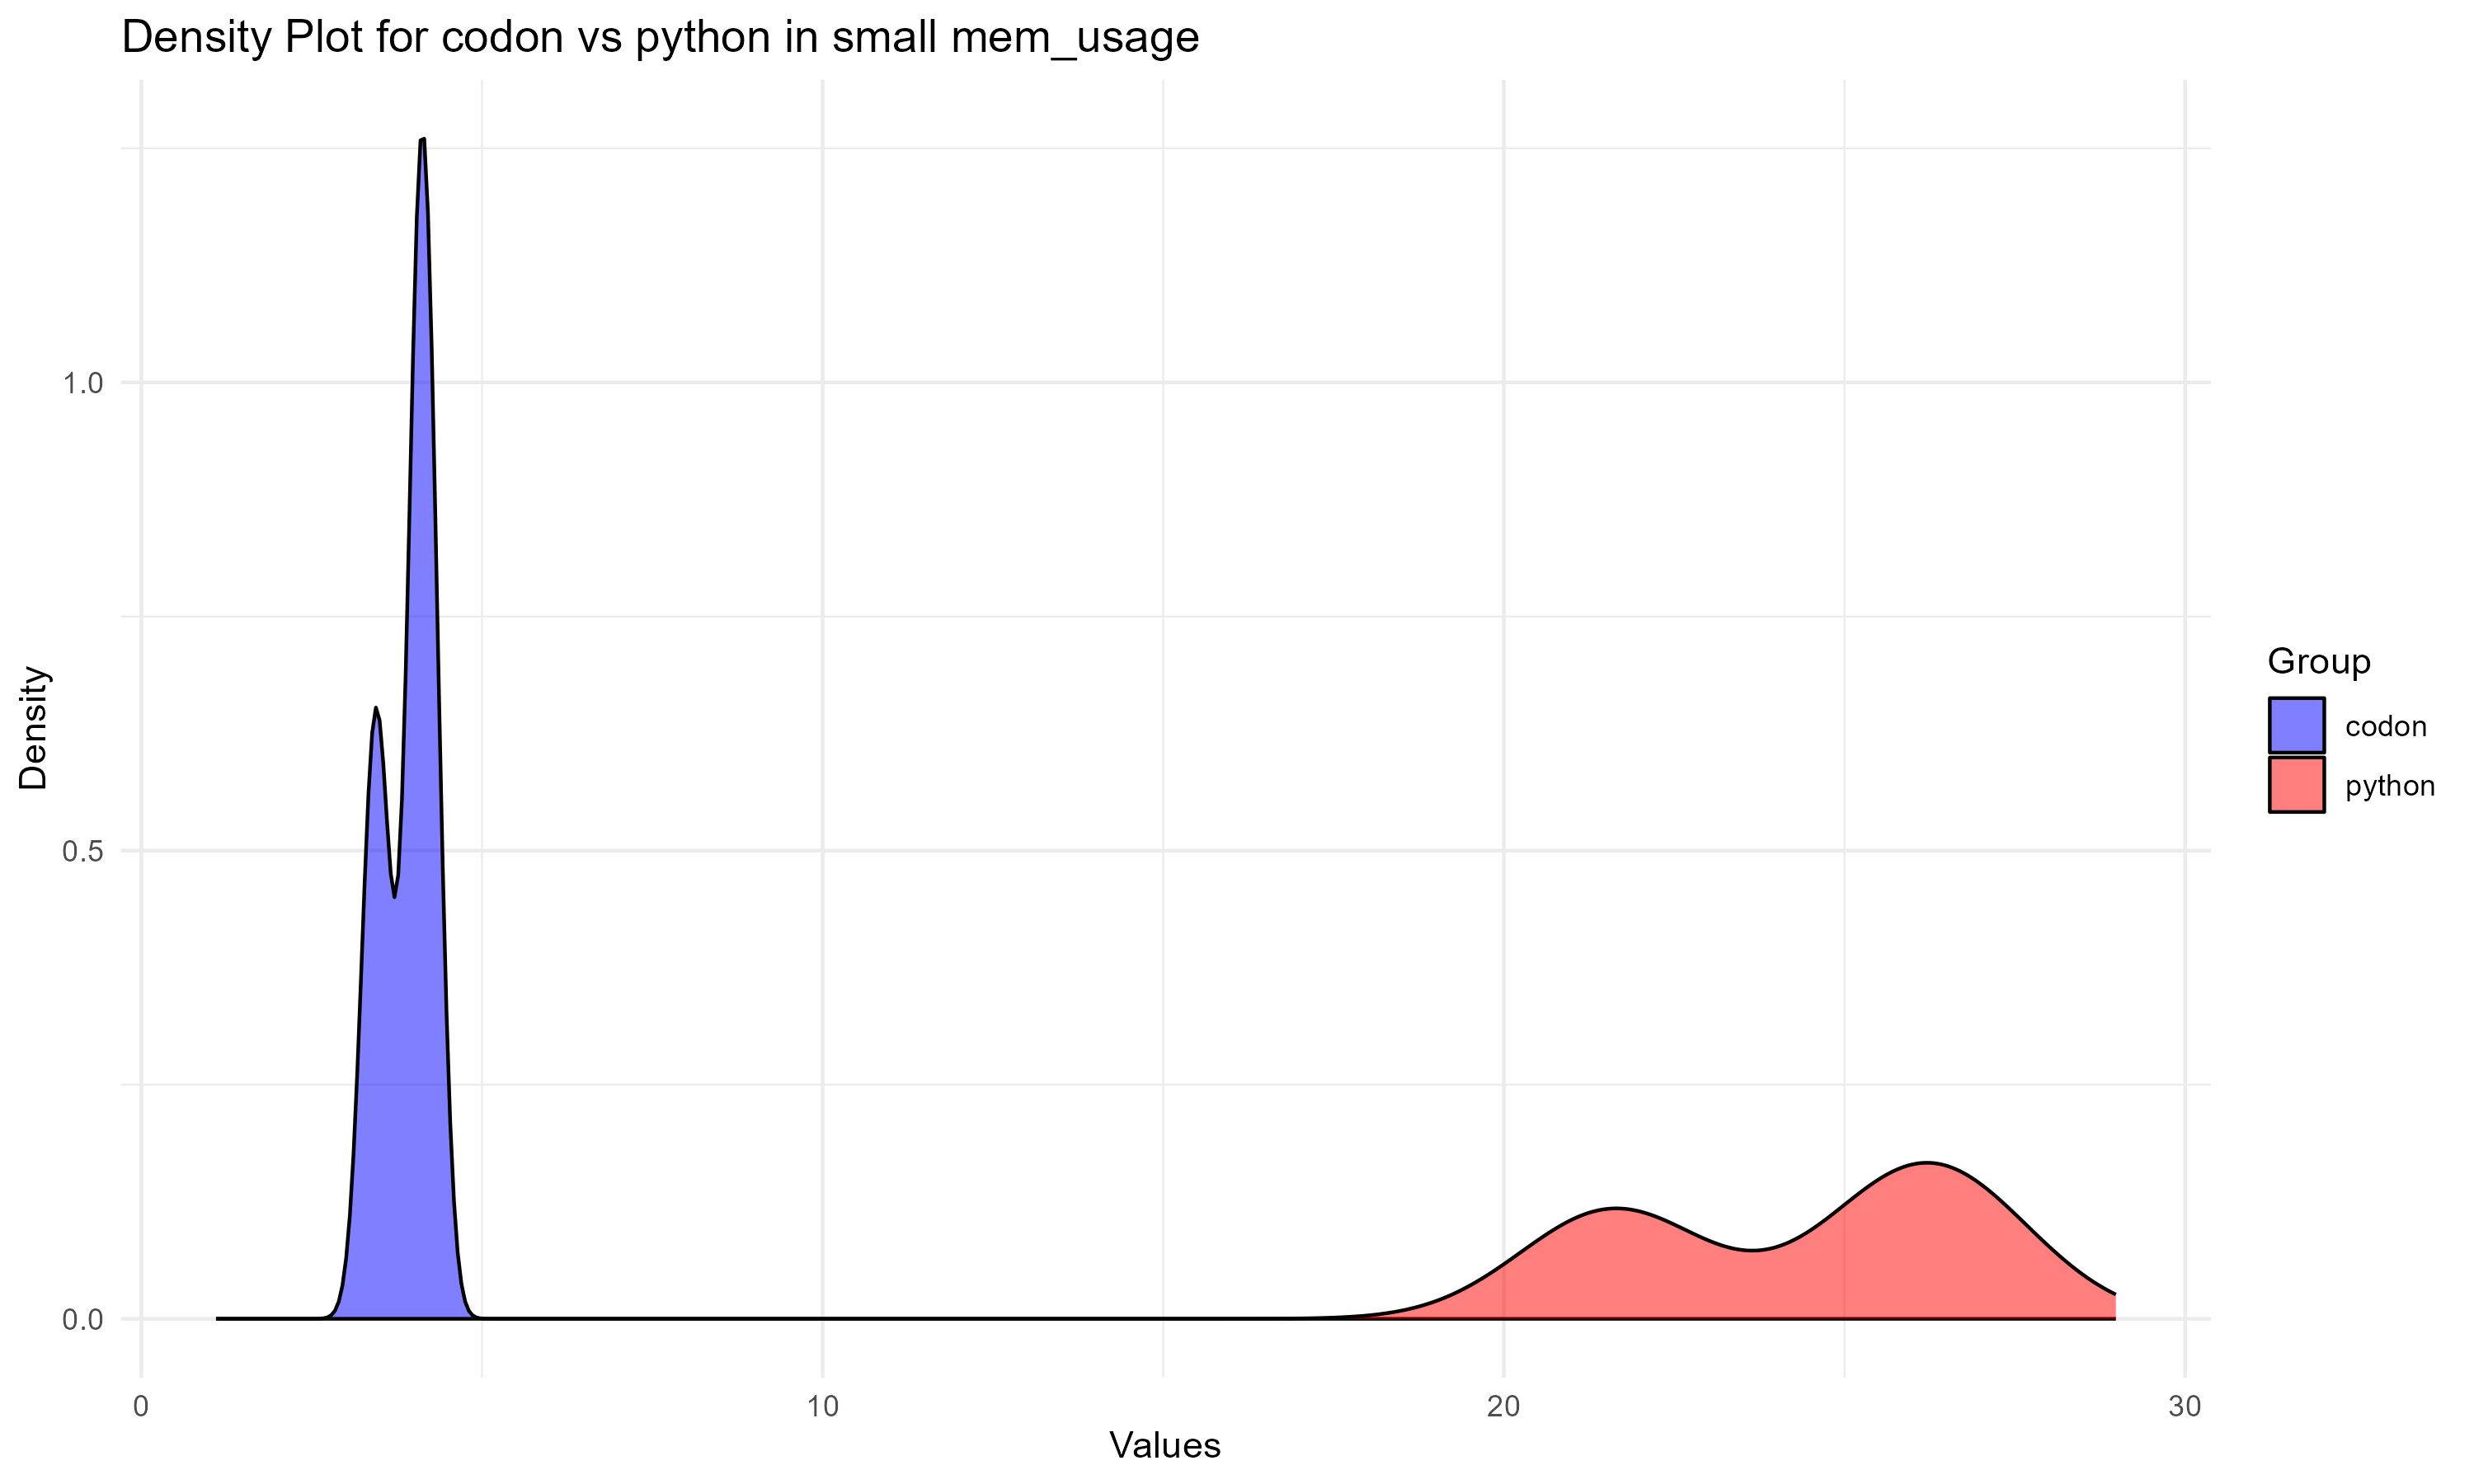 Density Plot for codon vs python in small mem_usage
Density
1.0
0.5
0.0
0
10
20
30
Values
Group
codon
python